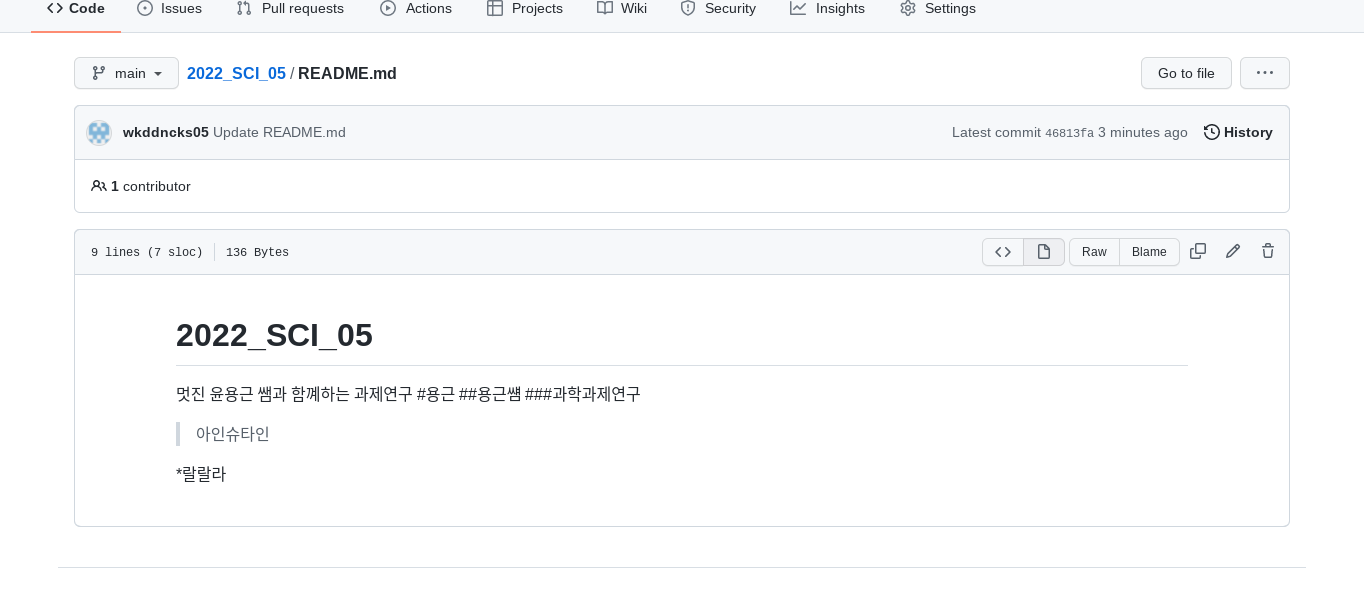 Code Issues Pull requests Actions Projects Wiki Security Insights Settings
main 2022_SCI_05 / README.md Go to file ...
wkddncks05 Update README.md Latest commit 46813fa 3 minutes ago History
1 contributor
9 lines (7 sloc) 136 Bytes <> Raw Blame
2022_SCI_05
멋진 윤용근 쌤과 함꼐하는 과제연구 #용근 ##용근썜 ###과학과제연구
아인슈타인
*랄랄라